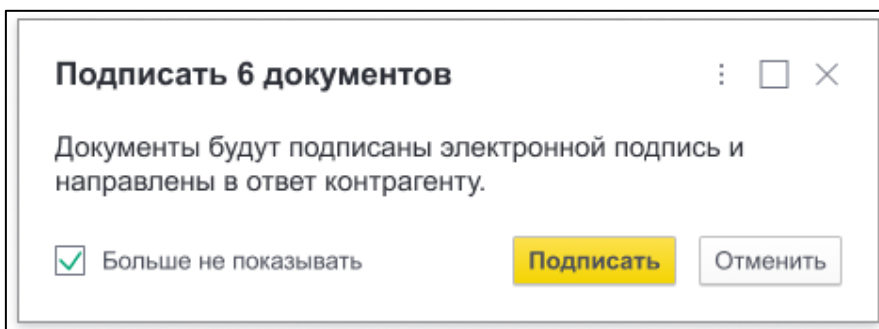 Подписать 6 документов
Документы будут подписаны электронной подпись и
направлены в ответ контрагенту.
Больше не показывать
Подписать
Отменить